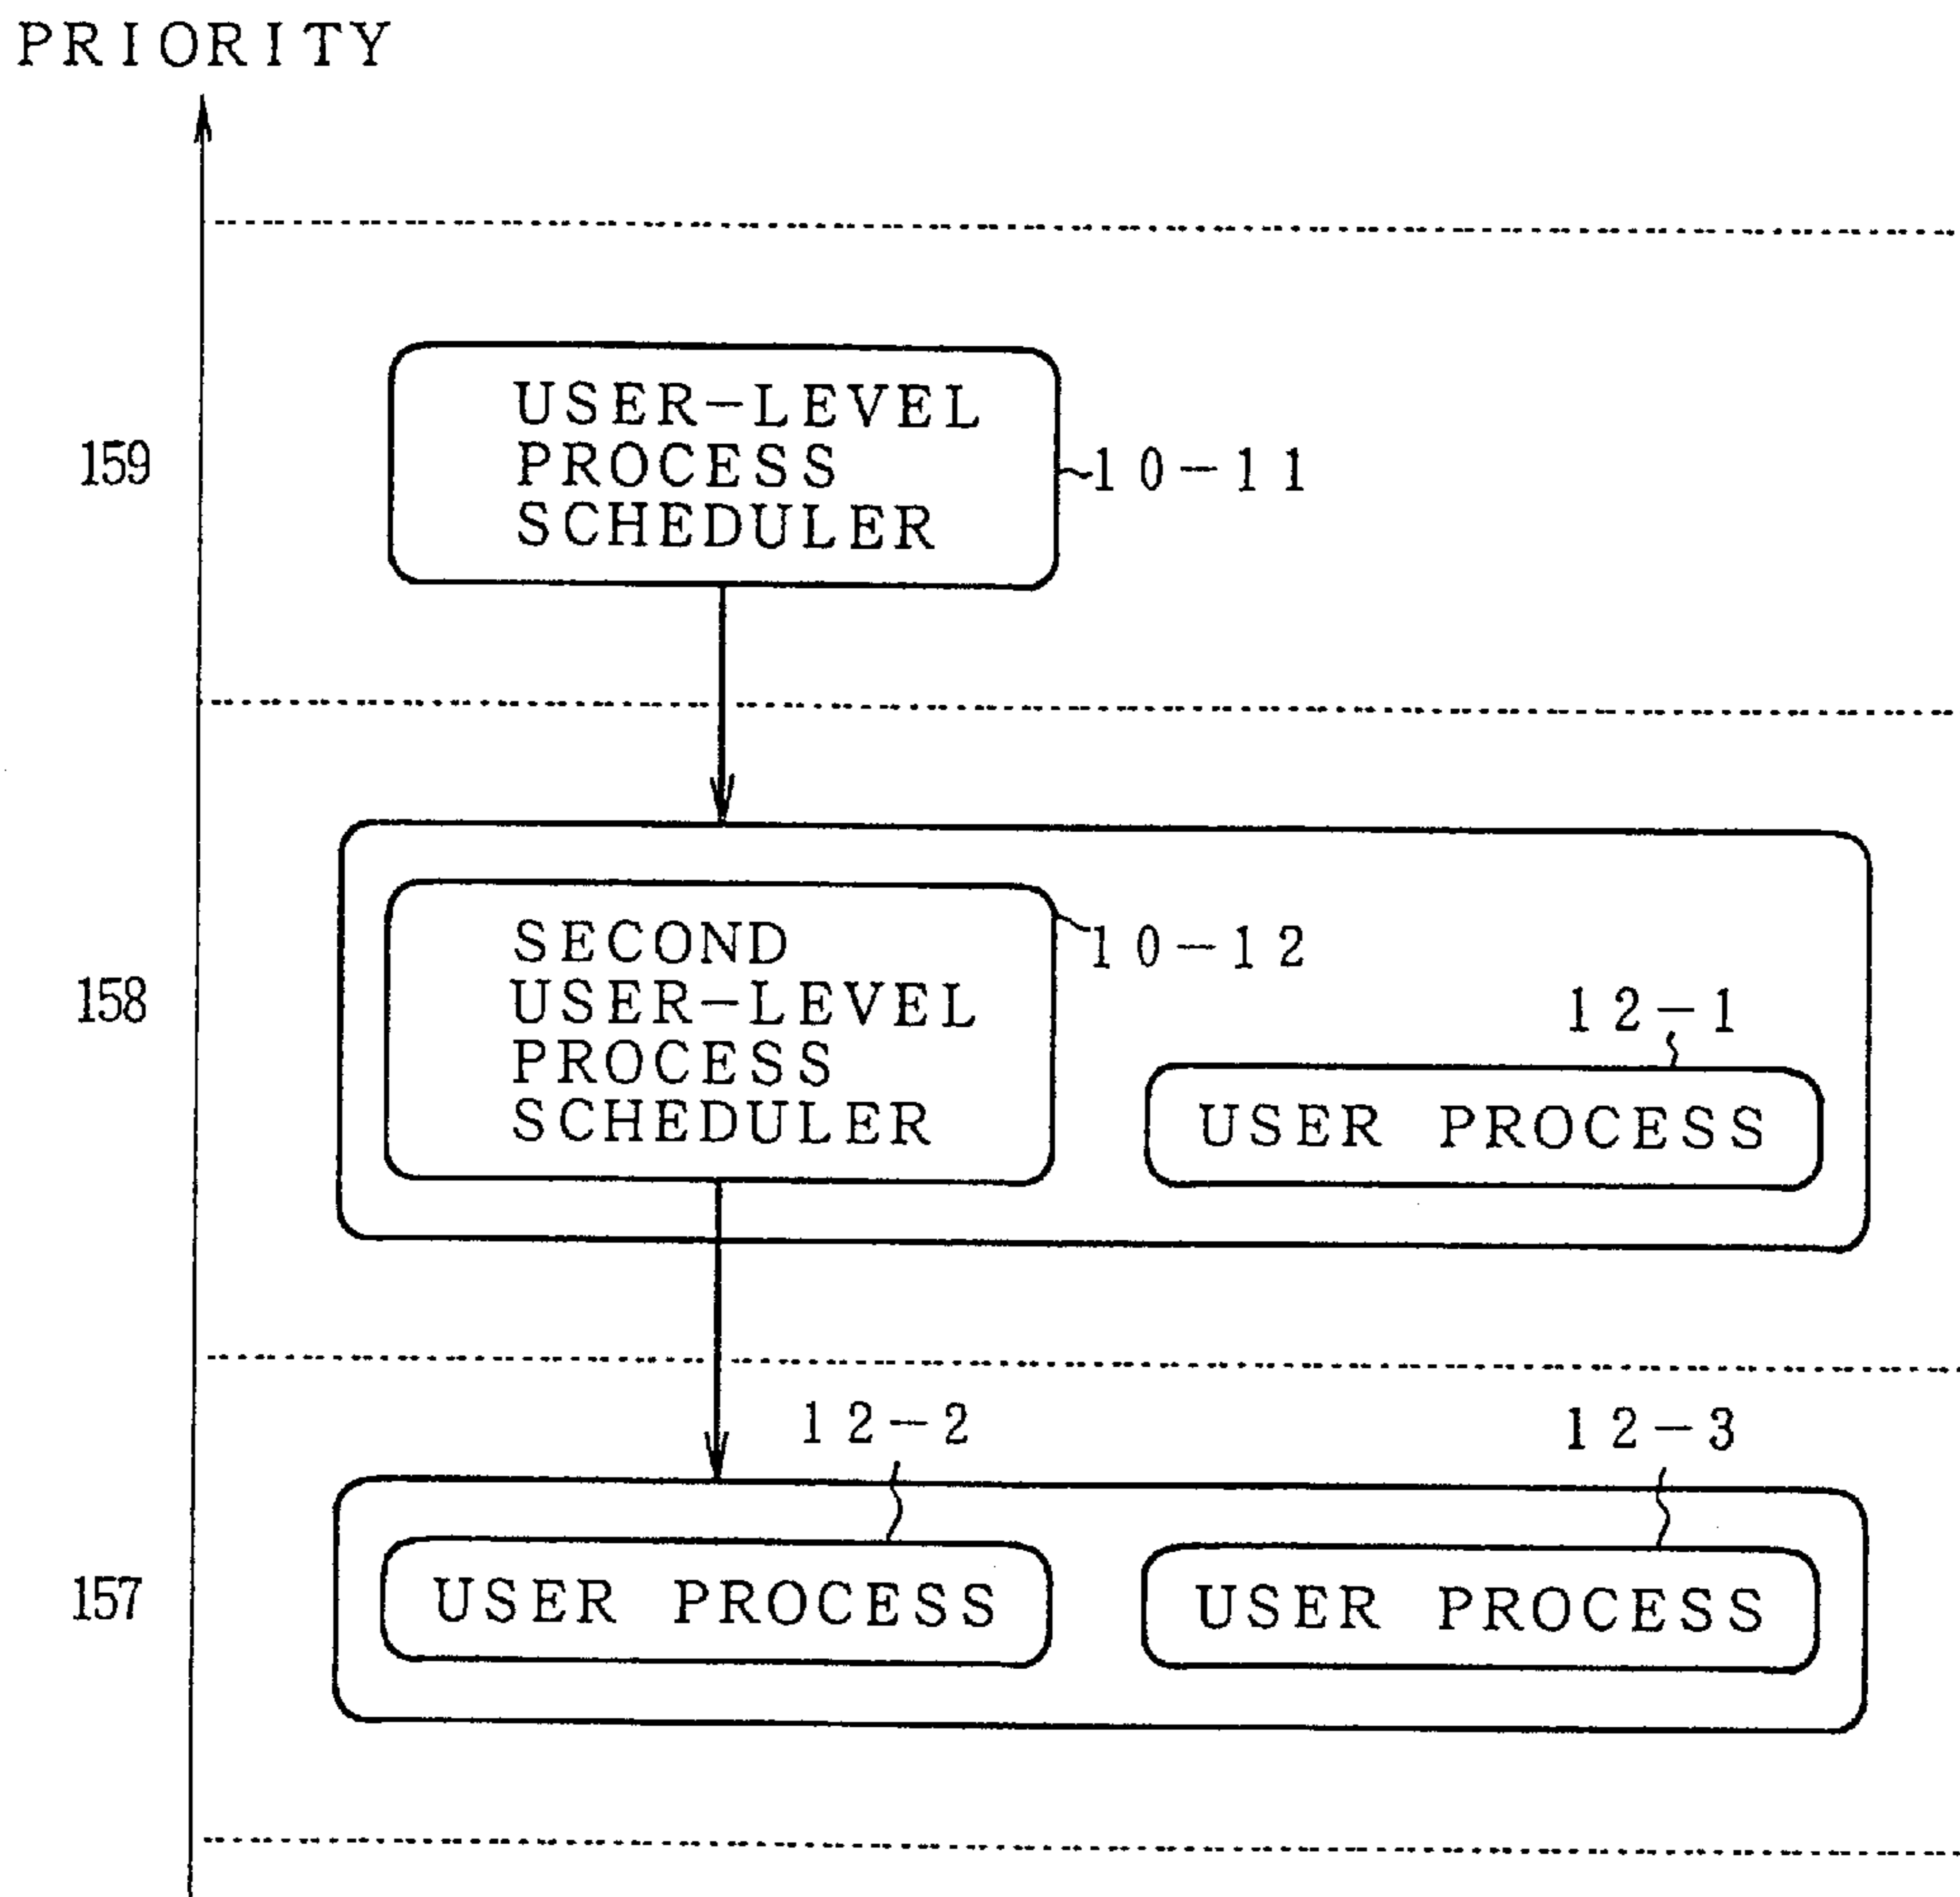 PRIORITY
USER-LEVEL
PROCESS
SCHEDULER
159
10-11
SECOND
USER-LEVEL
PROCESS
SCHEDULER
158
10-12
12-1
USER PROCESS
12-2
12-3
157
USER PROCESS
USER PROCESS